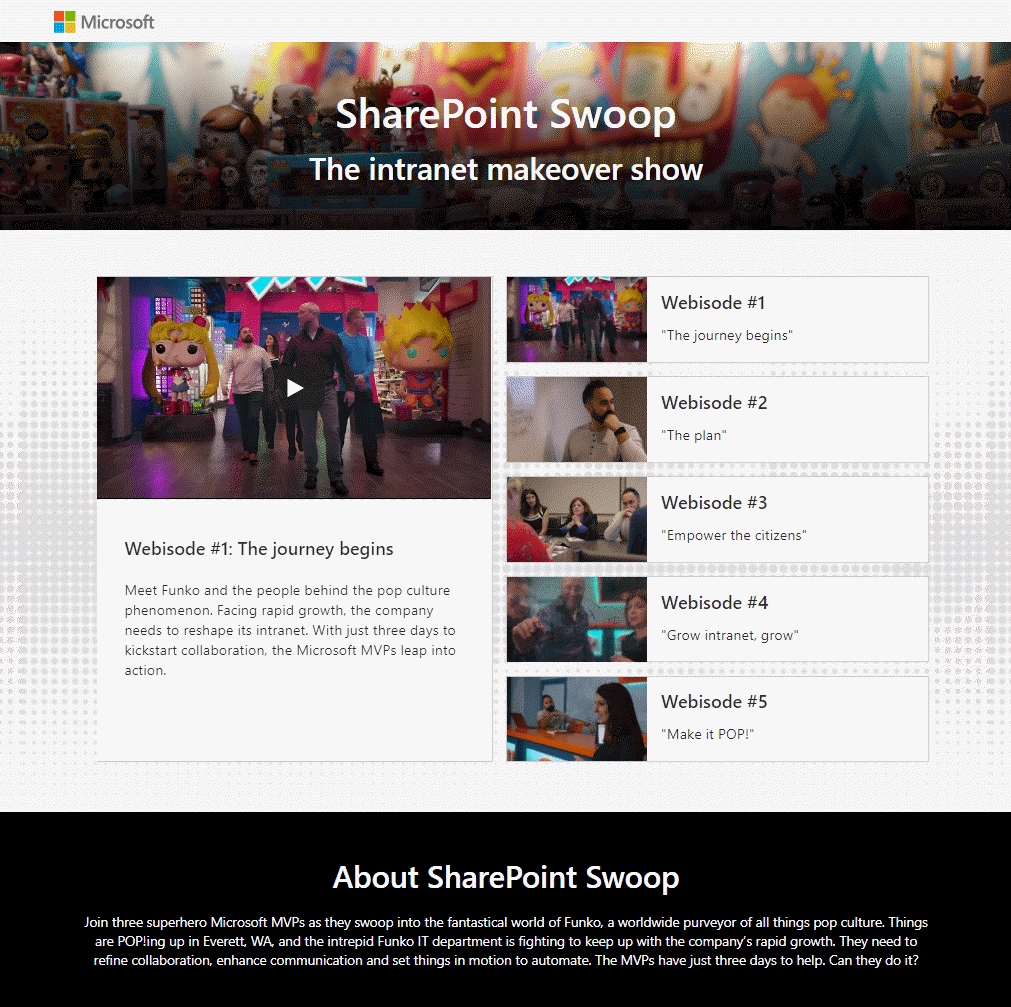 Microsoft
SharePoint Swoop
The intranet makeover show
Webisode #1: The journey begins
Meet Funko and the people behind the pop culture
phenomenon. Facing rapid growth, the company
needs to reshape its intranet. With just three days to
kickstart collaboration, the Microsoft MVPs leap into
action.
Webisode #1
"The journey begins"
Webisode #2
"The plan"
Webisode #3
"Empower the citizens"
Webisode #4
"Grow intranet, grow"
Webisode #5
"Make it POP!"
About SharePoint Swoop
Join three superhero Microsoft MVPs as they swoop into the fantastical world of Funko, a worldwide purveyor of all things pop culture. Things
are POP!ing up in Everett, WA, and the intrepid Funko IT department is fighting to keep up with the company’s rapid growth. They need to
refine collaboration, enhance communication and set things in motion to automate. The MVPs have just three days to help. Can they do it?